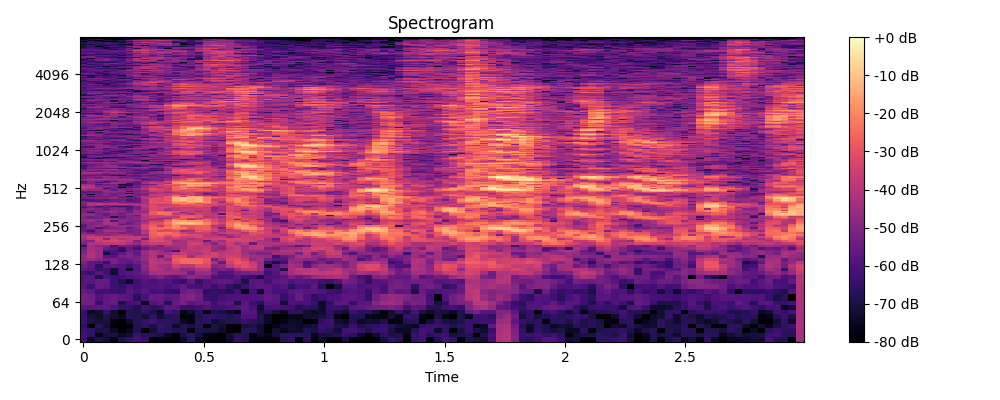 Spectrogram
Hz
4096
2048
1024
512
256
128
64
0
0
0.5
1
1.5
2
2.5
Time
+0 dB
-10 dB
-20 dB
-30 dB
-40 dB
-50 dB
-60 dB
-70 dB
-80 dB